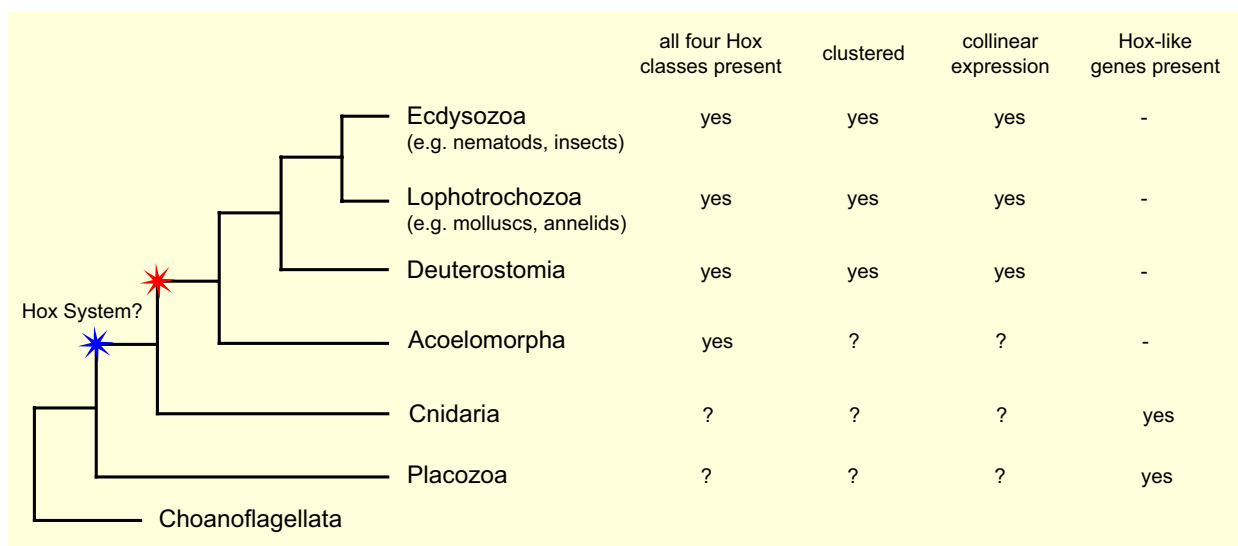 all four Hox
classes present
clustered
collinear
expression
Hox-like
genes present
Ecdysozoa
yes yes yes -
(e.g. nematods, insects)
Lophotrochozoa
yes yes yes -
(e.g. molluscs, annelids)
Deuterostomia
yes yes yes -
Hox System?
Acoelomorpha
yes ? ? -
Cnidaria
? ? ? yes
Placozoa
? ? ? yes
Choanoflagellata